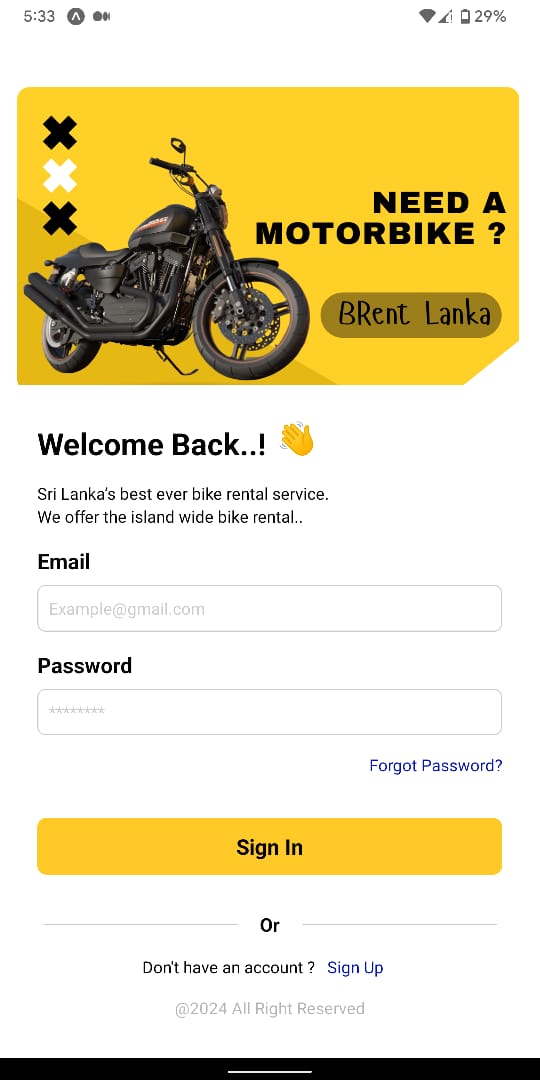 5:33
29%
NEED A
MOTORBIKE ?
BRent Lanka
Welcome Back..! 👋
Sri Lanka's best ever bike rental service.
We offer the island wide bike rental..
Email
Example@gmail.com
Password
********
Forgot Password?
Sign In
Or
Don't have an account ? Sign Up
@2024 All Right Reserved